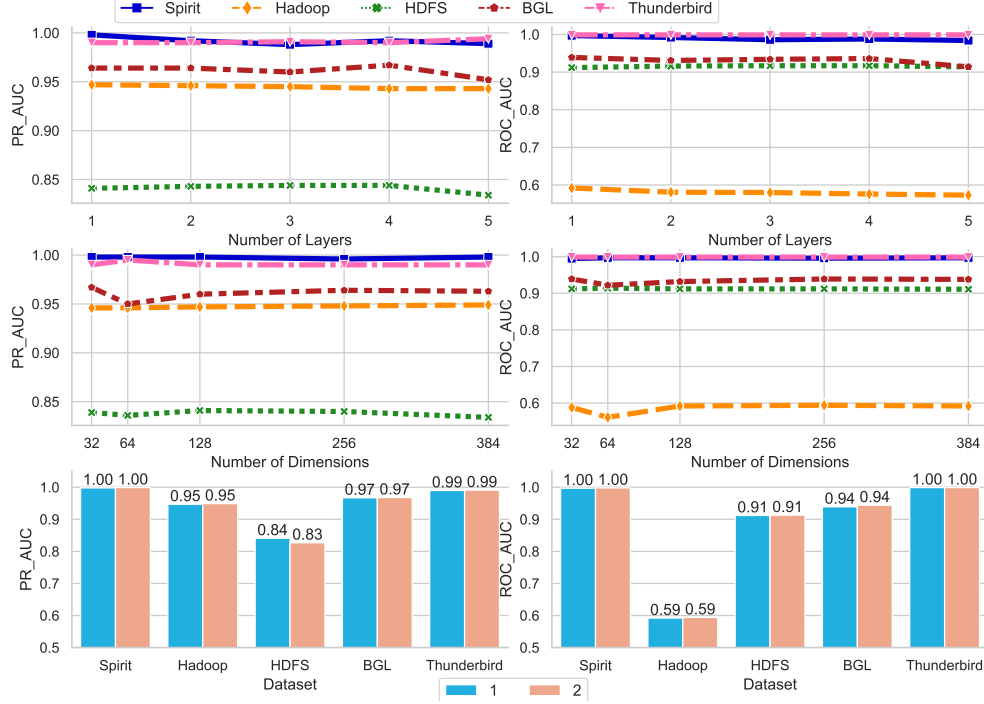 Spirit Hadoop HDFS BGL Thunderbird
1.00
0.95
0.90
0.85
PR_AUC
1 2 3 4 5
Number of Layers
1.0
0.9
0.8
0.7
0.6
ROC_AUC
1 2 3 4 5
Number of Layers
1.00
0.95
0.90
0.85
PR_AUC
32 64 128 256 384
Number of Dimensions
1.0
0.9
0.8
0.7
0.6
ROC_AUC
32 64 128 256 384
Number of Dimensions
1.0
0.9
0.8
0.7
0.6
0.5
PR_AUC
1.00 1.00 0.95 0.95 0.84 0.83 0.97 0.97 0.99 0.99
Spirit Hadoop HDFS BGL Thunderbird
Dataset
1.0
0.9
0.8
0.7
0.6
0.5
ROC_AUC
1.00 1.00 0.59 0.59 0.91 0.91 0.94 0.94 1.00 1.00
Spirit Hadoop HDFS BGL Thunderbird
Dataset
1 2